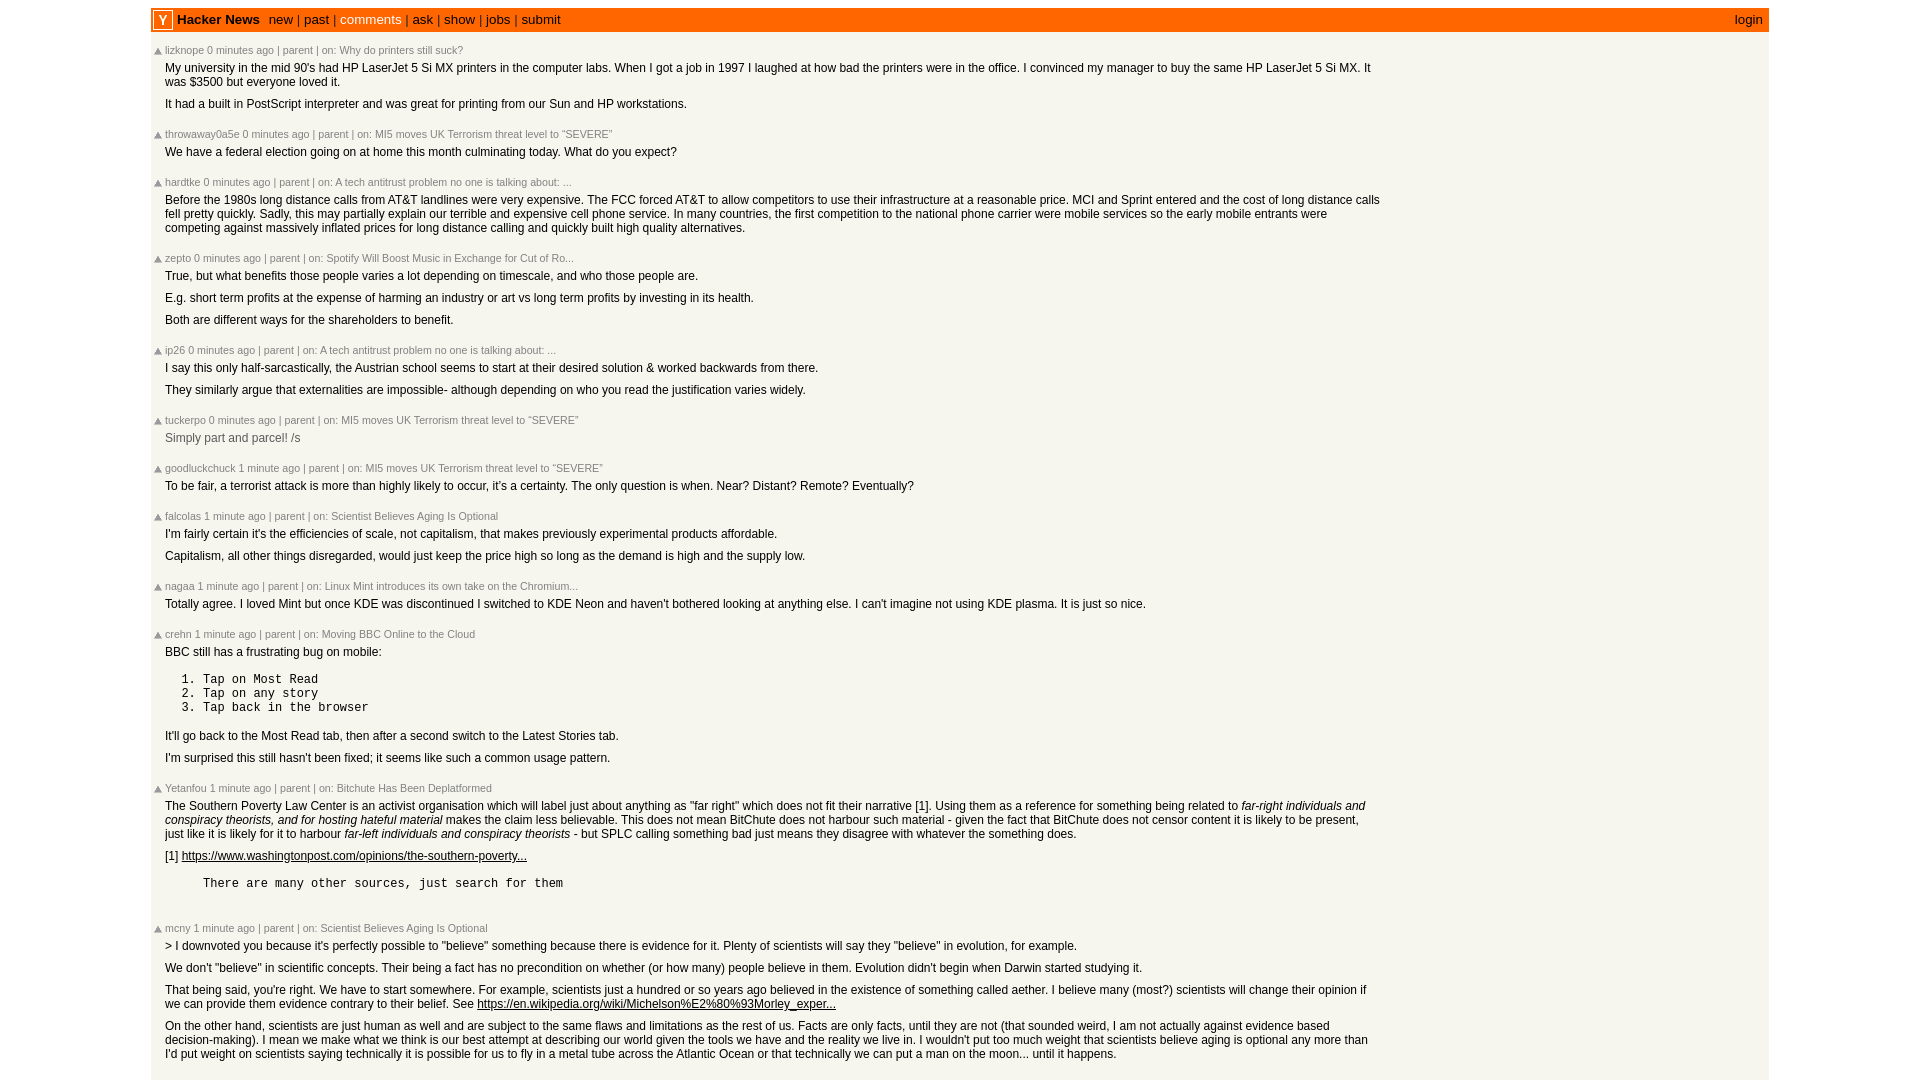 Y Hacker News new | past | comments | ask | show | jobs | submit login
lizknope 0 minutes ago | parent | on: Why do printers still suck?
My university in the mid 90's had HP LaserJet 5 Si MX printers in the computer labs. When I got a job in 1997 I laughed at how bad the printers were in the office. I convinced my manager to buy the same HP LaserJet 5 Si MX. It
was $3500 but everyone loved it.
It had a built in PostScript interpreter and was great for printing from our Sun and HP workstations.
throwaway0a5e 0 minutes ago | parent | on: MI5 moves UK Terrorism threat level to “SEVERE”
We have a federal election going on at home this month culminating today. What do you expect?
hardtke 0 minutes ago | parent | on: A tech antitrust problem no one is talking about: ...
Before the 1980s long distance calls from AT&T landlines were very expensive. The FCC forced AT&T to allow competitors to use their infrastructure at a reasonable price. MCI and Sprint entered and the cost of long distance calls
fell pretty quickly. Sadly, this may partially explain our terrible and expensive cell phone service. In many countries, the first competition to the national phone carrier were mobile services so the early mobile entrants were
competing against massively inflated prices for long distance calling and quickly built high quality alternatives.
zepto 0 minutes ago | parent | on: Spotify Will Boost Music in Exchange for Cut of Ro...
True, but what benefits those people varies a lot depending on timescale, and who those people are.
E.g. short term profits at the expense of harming an industry or art vs long term profits by investing in its health.
Both are different ways for the shareholders to benefit.
ip26 0 minutes ago | parent | on: A tech antitrust problem no one is talking about: ...
I say this only half-sarcastically, the Austrian school seems to start at their desired solution & worked backwards from there.
They similarly argue that externalities are impossible- although depending on who you read the justification varies widely.
tuckerpo 0 minutes ago | parent | on: MI5 moves UK Terrorism threat level to “SEVERE”
Simply part and parcel! /s
goodluckchuck 1 minute ago | parent | on: MI5 moves UK Terrorism threat level to “SEVERE”
To be fair, a terrorist attack is more than highly likely to occur, it’s a certainty. The only question is when. Near? Distant? Remote? Eventually?
falcolas 1 minute ago | parent | on: Scientist Believes Aging Is Optional
I'm fairly certain it's the efficiencies of scale, not capitalism, that makes previously experimental products affordable.
Capitalism, all other things disregarded, would just keep the price high so long as the demand is high and the supply low.
nagaa 1 minute ago | parent | on: Linux Mint introduces its own take on the Chromium...
Totally agree. I loved Mint but once KDE was discontinued I switched to KDE Neon and haven't bothered looking at anything else. I can't imagine not using KDE plasma. It is just so nice.
crehn 1 minute ago | parent | on: Moving BBC Online to the Cloud
BBC still has a frustrating bug on mobile:
1. Tap on Most Read
2. Tap on any story
3. Tap back in the browser
It'll go back to the Most Read tab, then after a second switch to the Latest Stories tab.
I'm surprised this still hasn't been fixed; it seems like such a common usage pattern.
Yetanfou 1 minute ago | parent | on: Bitchute Has Been Deplatformed
The Southern Poverty Law Center is an activist organisation which will label just about anything as "far right" which does not fit their narrative [1]. Using them as a reference for something being related to far-right individuals and
conspiracy theorists, and for hosting hateful material makes the claim less believable. This does not mean BitChute does not harbour such material - given the fact that BitChute does not censor content it is likely to be present,
just like it is likely for it to harbour far-left individuals and conspiracy theorists - but SPLC calling something bad just means they disagree with whatever the something does.
[1] https://www.washingtonpost.com/opinions/the-southern-poverty...
There are many other sources, just search for them
mcny 1 minute ago | parent | on: Scientist Believes Aging Is Optional
> I downvoted you because it's perfectly possible to "believe" something because there is evidence for it. Plenty of scientists will say they "believe" in evolution, for example.
We don't "believe" in scientific concepts. Their being a fact has no precondition on whether (or how many) people believe in them. Evolution didn't begin when Darwin started studying it.
That being said, you're right. We have to start somewhere. For example, scientists just a hundred or so years ago believed in the existence of something called aether. I believe many (most?) scientists will change their opinion if
we can provide them evidence contrary to their belief. See https://en.wikipedia.org/wiki/Michelson%E2%80%93Morley_exper...
On the other hand, scientists are just human as well and are subject to the same flaws and limitations as the rest of us. Facts are only facts, until they are not (that sounded weird, I am not actually against evidence based
decision-making). I mean we make what we think is our best attempt at describing our world given the tools we have and the reality we live in. I wouldn't put too much weight that scientists believe aging is optional any more than
I'd put weight on scientists saying technically it is possible for us to fly in a metal tube across the Atlantic Ocean or that technically we can put a man on the moon... until it happens.